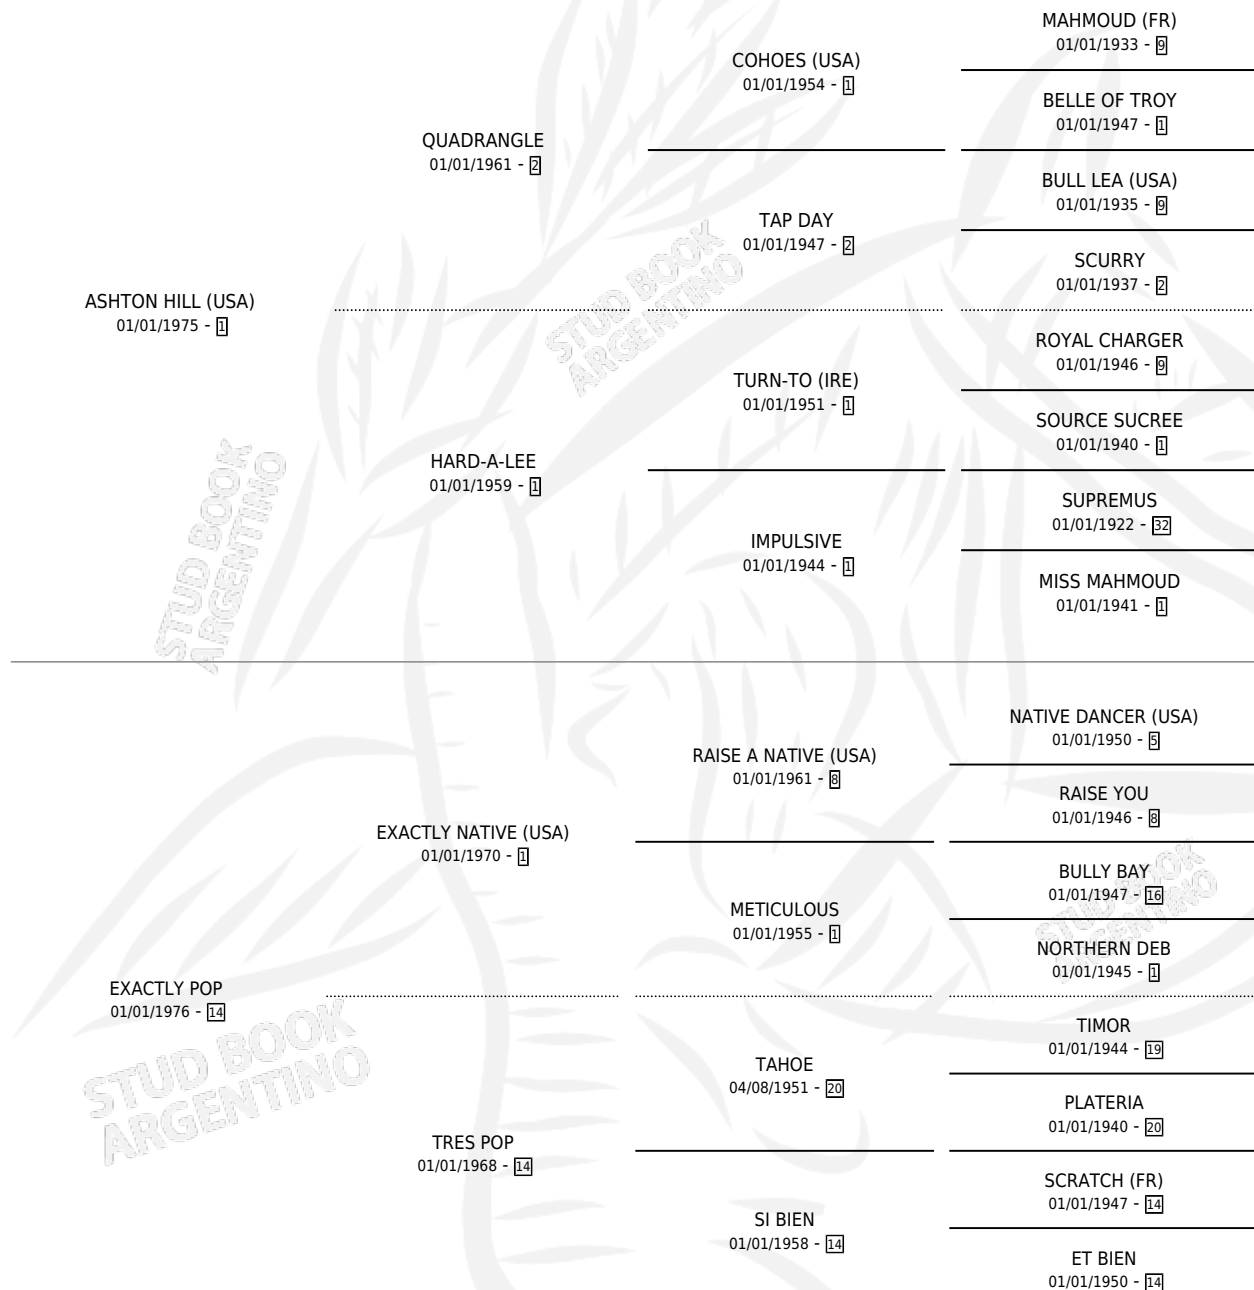 MAHMOUD (FR)
01/01/1933 - 9
COHOES (USA)
01/01/1954 - 1
BELLE OF TROY
01/01/1947 - 1
QUADRANGLE
01/01/1961 - 2
BULL LEA (USA)
01/01/1935 - 9
TAP DAY
01/01/1947 - 2
SCURRY
01/01/1937 - 2
ASHTON HILL (USA)
01/01/1975 - 1
ROYAL CHARGER
01/01/1946 - 9
TURN-TO (IRE)
01/01/1951 - 1
SOURCE SUCREE
01/01/1940 - 1
HARD-A-LEE
01/01/1959 - 1
SUPREMUS
01/01/1922 - 32
IMPULSIVE
01/01/1944 - 1
MISS MAHMOUD
01/01/1941 - 1
NATIVE DANCER (USA)
01/01/1950 - 5
RAISE A NATIVE (USA)
01/01/1961 - 8
RAISE YOU
01/01/1946 - 8
EXACTLY NATIVE (USA)
01/01/1970 - 1
BULLY BAY
01/01/1947 - 16
METICULOUS
01/01/1955 - 1
NORTHERN DEB
01/01/1945 - 1
EXACTLY POP
01/01/1976 - 14
TIMOR
01/01/1944 - 19
TAHOE
04/08/1951 - 20
PLATERIA
01/01/1940 - 20
TRES POP
01/01/1968 - 14
SCRATCH (FR)
01/01/1947 - 14
SI BIEN
01/01/1958 - 14
ET BIEN
01/01/1950 - 14
STUD BOOK
ARGENTINO
STUD BOOK
ARGENTINO
STUD BOOK
ARGENTINO
STUD BOOK
ARGENTINO